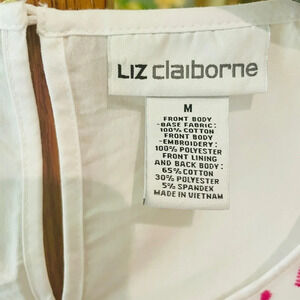 LIZ claiborne
M
FRONT BODY
-BASE FABRIC:
100% COTTON
FRONT BODY
-EMBROIDERY:
100% POLYESTER
FRONT LINING
AND BACK BODY:
65% COTTON
30% POLYESTER
5% SPANDEX
MADE IN VIETNAM